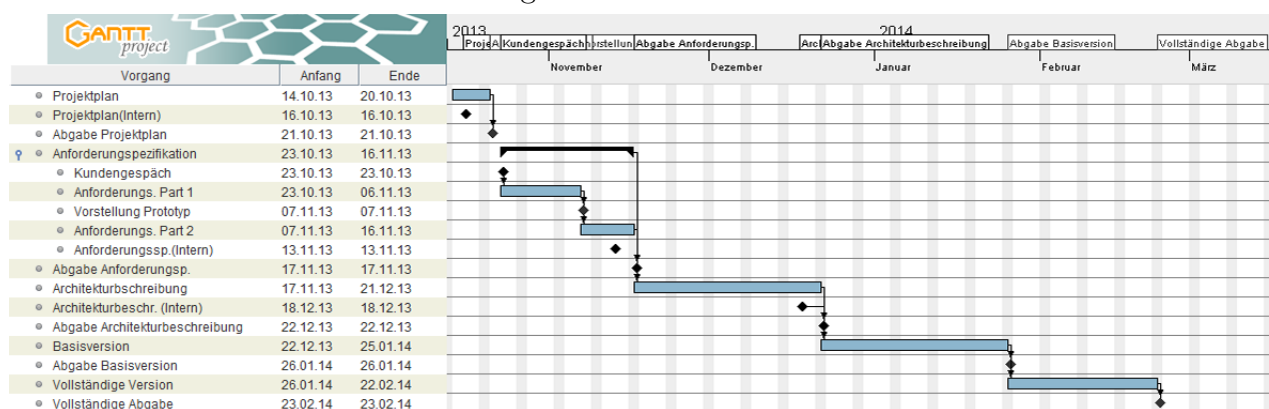 GANTT
project
2013 2014
Proje A Kundengespäch orstellun Abgabe Anforderungsp. Arcl Abgabe Architekturbeschreibung Abgabe Basisversion Vollständige Abgabe
November Dezember Januar Februar März
Vorgang Anfang Ende
Projektplan 14.10.13 20.10.13
Projektplan(Intern) 16.10.13 16.10.13
Abgabe Projektplan 21.10.13 21.10.13
Anforderungspezifikation 23.10.13 16.11.13
Kundengespäch 23.10.13 23.10.13
Anforderungs. Part 1 23.10.13 06.11.13
Vorstellung Prototyp 07.11.13 07.11.13
Anforderungs. Part 2 07.11.13 16.11.13
Anforderungssp.(Intern) 13.11.13 13.11.13
Abgabe Anforderungsp. 17.11.13 17.11.13
Architekturbschreibung 17.11.13 21.12.13
Architekturbeschr. (Intern) 18.12.13 18.12.13
Abgabe Architekturbeschreibung 22.12.13 22.12.13
Basisversion 22.12.13 25.01.14
Abgabe Basisversion 26.01.14 26.01.14
Vollständige Version 26.01.14 22.02.14
Vollständige Abgabe 23.02.14 23.02.14